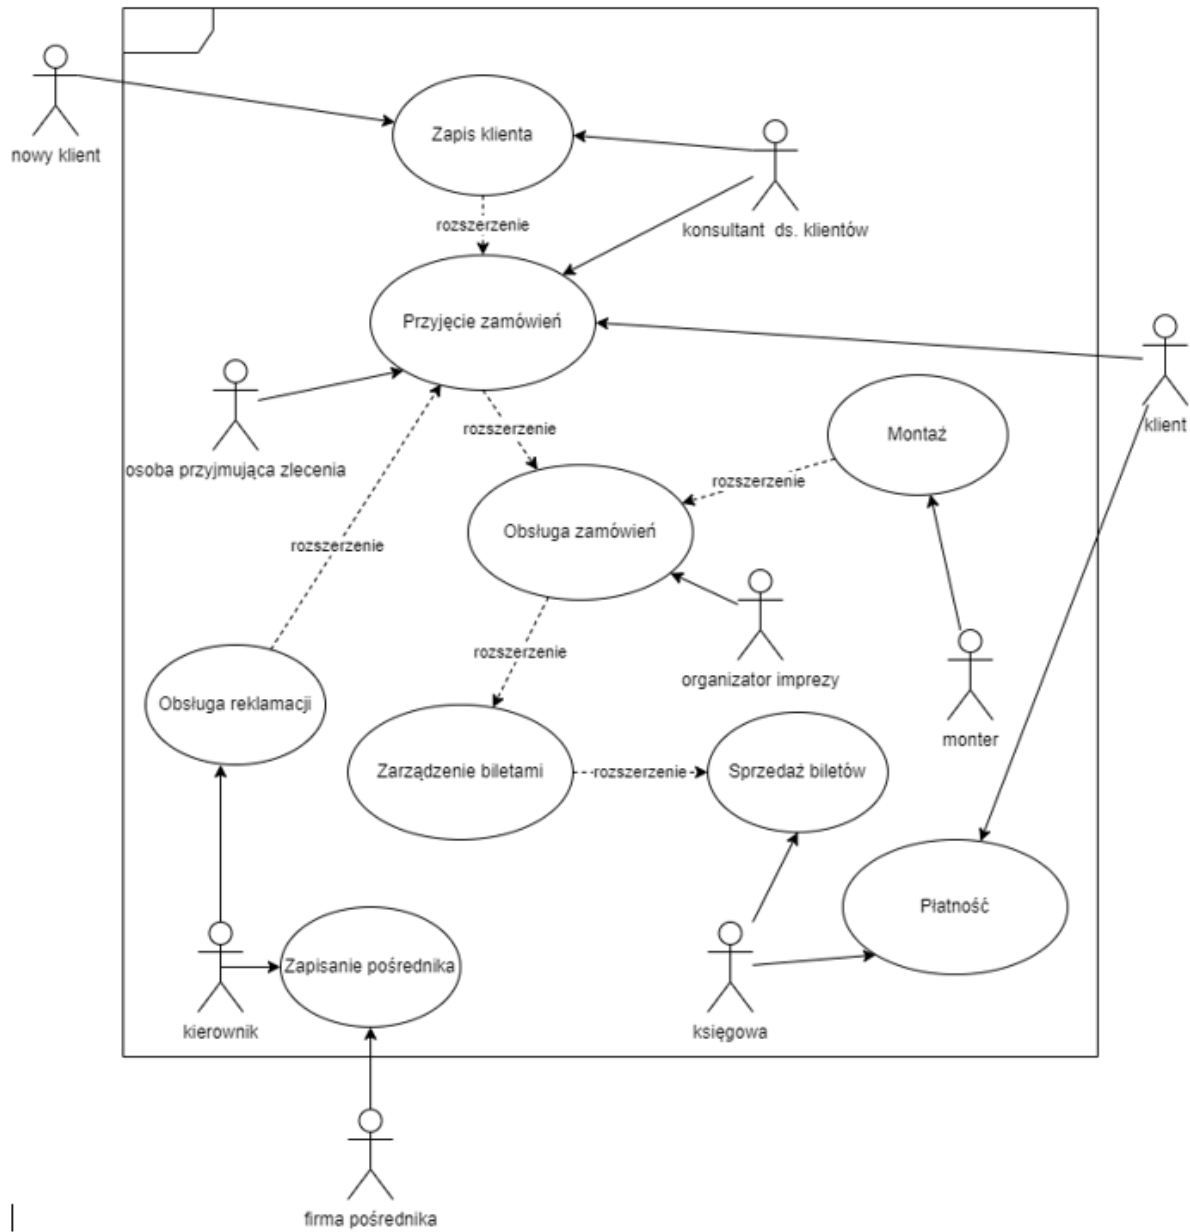 nowy klient
Zapis klienta
konsultant ds. klientów
rozszerzenie
Przyjęcie zamówień
klient
osoba przyjmująca zlecenia
rozszerzenie
Montaż
rozszerzenie
Obsługa zamówień
rozszerzenie
rozszerzenie
organizator imprezy
monter
Obsługa reklamacji
Zarządzenie biletami
rozszerzenie
Sprzedaż biletów
Płatność
Zapisanie pośrednika
kierownik
księgowa
firma pośrednika